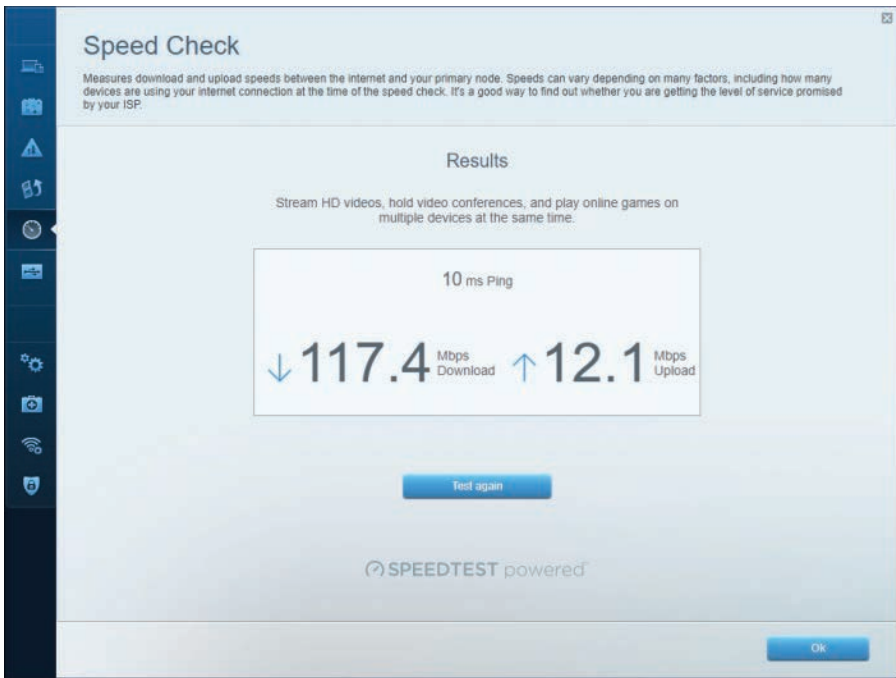 Speed Check
Measures download and upload speeds between the internet and your primary node. Speeds can vary depending on many factors, including how many
devices are using your internet connection at the time of the speed check. It's a good way to find out whether you are getting the level of service promised
by your ISP.
Results
Stream HD videos, hold video conferences, and play online games on
multiple devices at the same time.
10 ms Ping
↓ 117.4 Mbps Download ↑ 12.1 Mbps Upload
Test again
SPEEDTEST powered
Ok